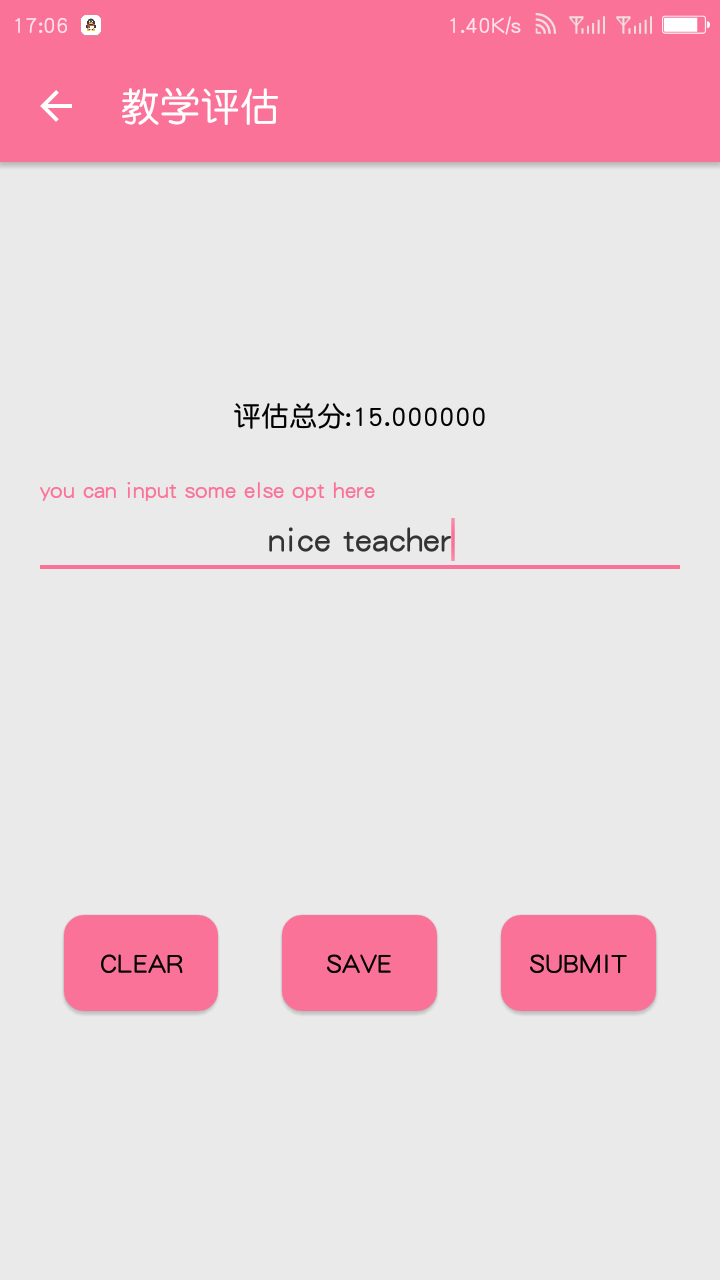 17:06 1.40K/s
教学评估
评估总分:15.000000
you can input some else opt here
nice teacher
CLEAR SAVE SUBMIT